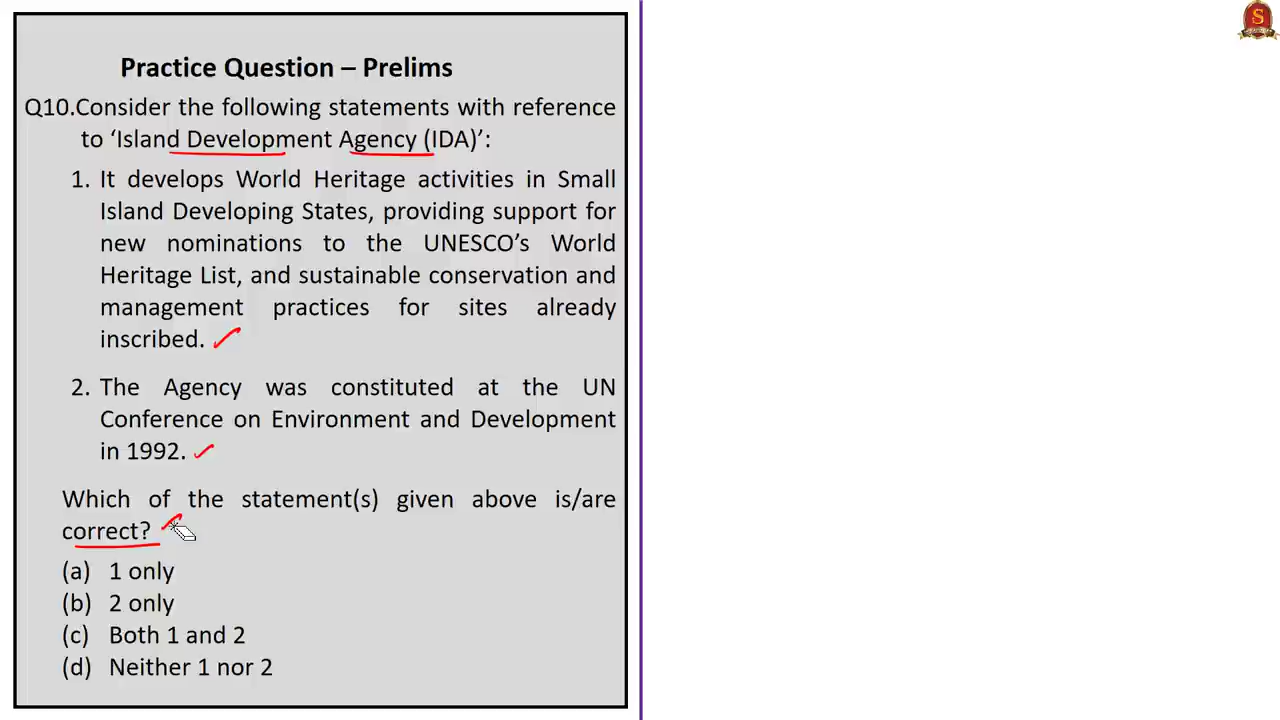 Practice Question – Prelims
Q10.Consider the following statements with reference
to ‘Island Development Agency (IDA)’:
1. It develops World Heritage activities in Small
Island Developing States, providing support for
new nominations to the UNESCO’s World
Heritage List, and sustainable conservation and
management practices for sites already
inscribed.
2. The Agency was constituted at the UN
Conference on Environment and Development
in 1992.
Which of the statement(s) given above is/are
correct?
(a) 1 only
(b) 2 only
(c) Both 1 and 2
(d) Neither 1 nor 2
S